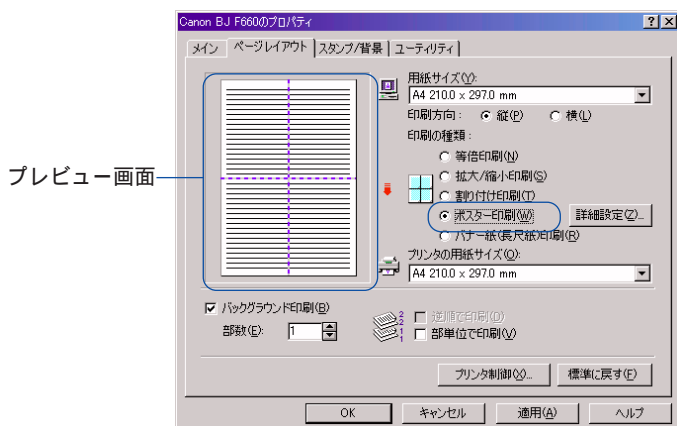 Canon BJ F660のプロパティ
メイン ページレイアウト スタンプ/背景 ユーティリティ
用紙サイズ(Y):
A4 210.0 x 297.0 mm
印刷方向: 縦(P) 横(L)
印刷の種類:
等倍印刷(N)
拡大/縮小印刷(S)
プレビュー画面
割り付け印刷(T)
ポスター印刷(W) 詳細設定(Z)...
バナー紙(長尺紙)印刷(R)
プリンタの用紙サイズ(O):
A4 210.0 x 297.0 mm
バックグラウンド印刷(B)
部数(E): 1
2 2 1 1
逆順で印刷(D)
部単位で印刷(V)
プリンタ制御(X)... 標準に戻す(F)
OK キャンセル 適用(A) ヘルプ